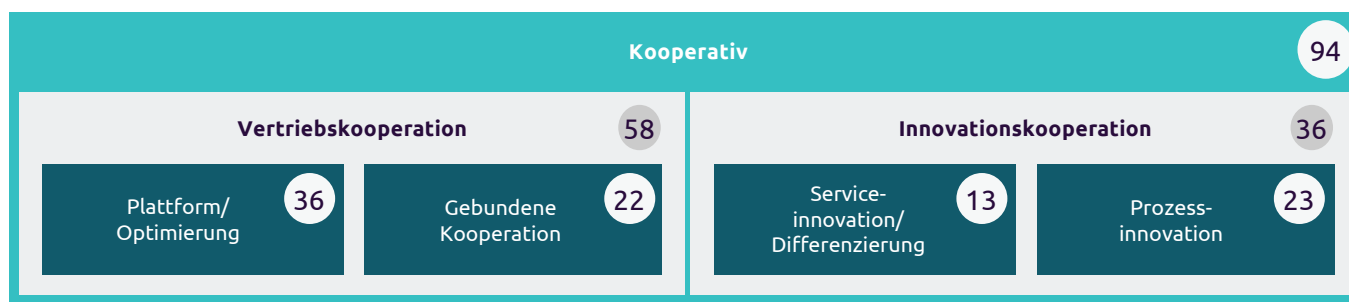 Kooperativ
94
Vertriebskooperation
58
Plattform/
Optimierung
36
Gebundene
Kooperation
22
Innovationskooperation
36
Service-
innovation/
Differenzierung
13
Prozess-
innovation
23